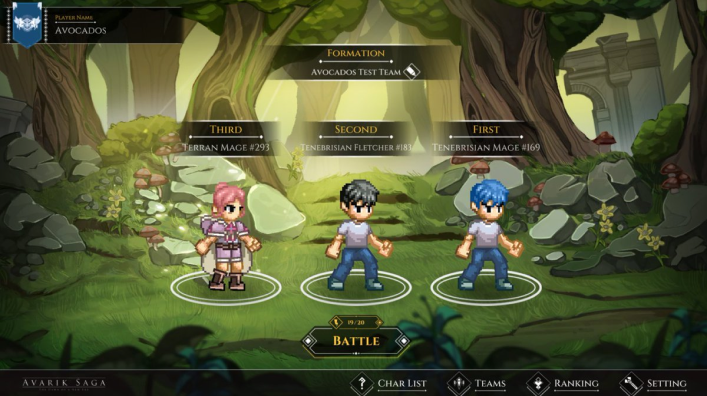 Player Name
Avocados
Formation
Avocados Test Team
Third
Second
First
Terran Mage #293
Tenebrisian Fletcher #183
Tenebrisian Mage #169
19/20
Battle
Avarik Saga
Char List
Teams
Ranking
Setting